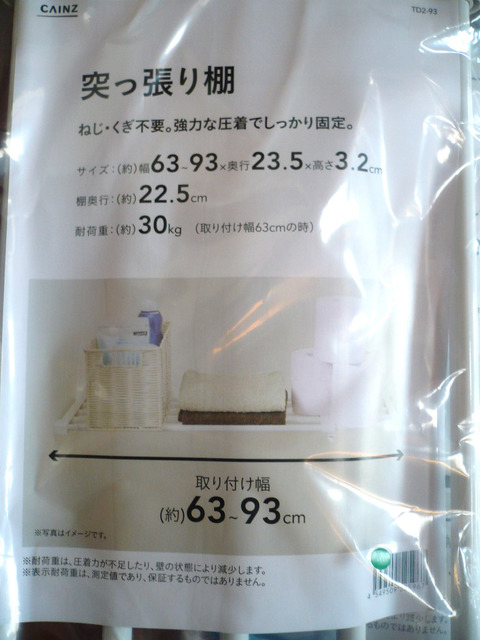 CAINZ
TD2-93
突っ張り棚
ねじ・くぎ不要。強力な圧着でしっかり固定。
サイズ:(約)幅63~93×奥行23.5×高さ3.2cm
棚奥行:(約)22.5cm
耐荷重:(約)30kg (取り付け幅63cmの時)
取り付け幅
(約)63~93cm
※写真はイメージです。
※耐荷重は、圧着力が不足したり、壁の状態により減少します。
※表示耐荷重は、測定値であり、保証するものではありません。